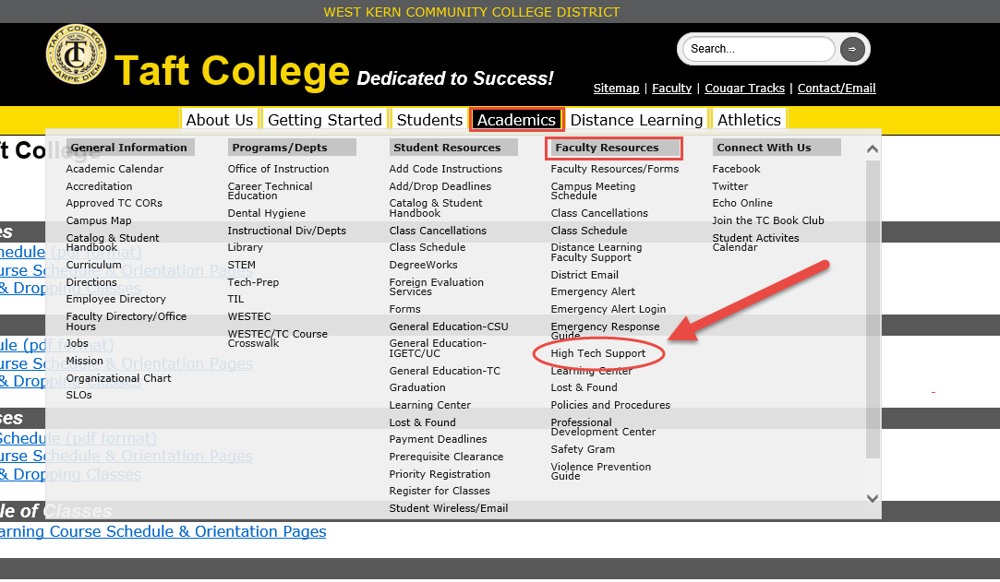 WEST KERN COMMUNITY COLLEGE DISTRICT
TAFT COLLEGE
TC
CARPE DIEM
Taft College Dedicated to Success!
Search...
Sitemap | Faculty | Cougar Tracks | Contact/Email
About Us
Getting Started
Students
Academics
Distance Learning
Athletics
ft College
General Information
Academic Calendar
Accreditation
Approved TC CORs
Campus Map
Catalog & Student
Handbook
Curriculum
Directions
Employee Directory
Faculty Directory/Office
Hours
Jobs
Mission
Organizational Chart
SLOs
Programs/Depts
Office of Instruction
Career Technical
Education
Dental Hygiene
Instructional Div/Depts
Library
STEM
Tech-Prep
TIL
WESTEC
WESTEC/TC Course
Crosswalk
Student Resources
Add Code Instructions
Add/Drop Deadlines
Catalog & Student
Handbook
Class Cancellations
Class Schedule
DegreeWorks
Foreign Evaluation
Services
Forms
General Education-CSU
General Education-
IGETC/UC
General Education-TC
Graduation
Learning Center
Lost & Found
Payment Deadlines
Prerequisite Clearance
Priority Registration
Register for Classes
Student Wireless/Email
Faculty Resources
Faculty Resources/Forms
Campus Meeting
Schedule
Class Cancellations
Class Schedule
Distance Learning
Faculty Support
District Email
Emergency Alert
Emergency Alert Login
Emergency Response
Guide
High Tech Support
Learning Center
Lost & Found
Policies and Procedures
Professional
Development Center
Safety Gram
Violence Prevention
Guide
Connect With Us
Facebook
Twitter
Echo Online
Join the TC Book Club
Student Activites
Calendar
es
hedule (pdf format)
urse Schedule & Orientation Pages
& Dropping Classes
ule (pdf format)
urse Schedule & Orientation Pages
& Dropping Classes
ses
Schedule (pdf format)
urse Schedule & Orientation Pages
& Dropping Classes
le of Classes
arning Course Schedule & Orientation Pages